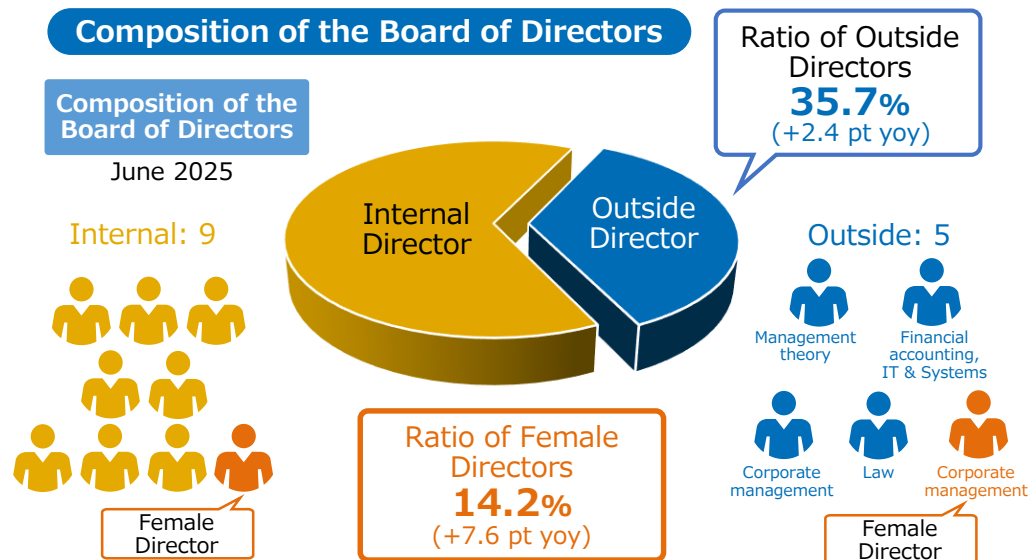 Composition of the Board of Directors
Composition of the
Board of Directors
June 2025
Ratio of Outside
Directors
35.7%
(+2.4 pt yoy)
Internal
Director
Outside
Director
Internal: 9
Outside: 5
Management
theory
Financial
accounting,
IT & Systems
Corporate
management
Law
Corporate
management
Female
Director
Ratio of Female
Directors
14.2%
(+7.6 pt yoy)
Female
Director